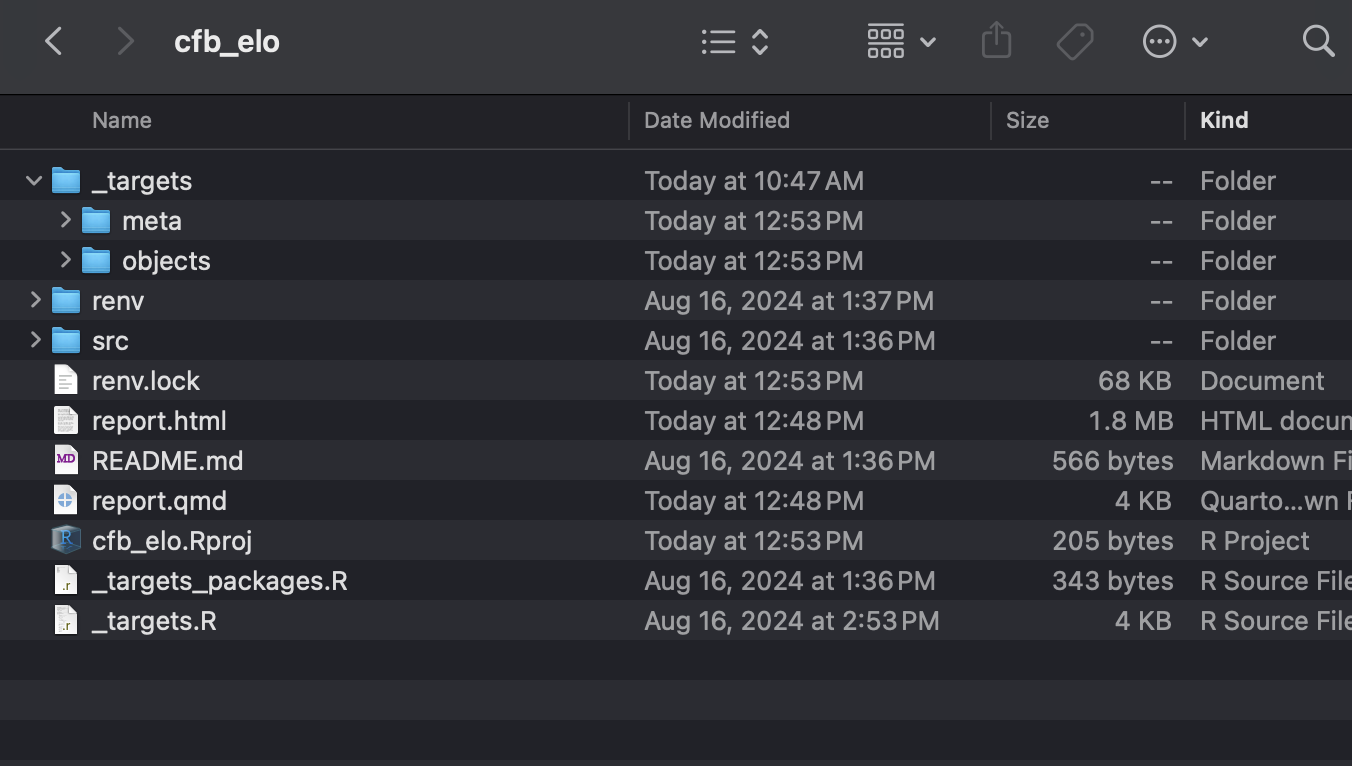 cfb_elo
Name Date Modified Size Kind
_targets Today at 10:47 AM -- Folder
meta Today at 12:53 PM -- Folder
objects Today at 12:53 PM -- Folder
renv Aug 16, 2024 at 1:37 PM -- Folder
src Aug 16, 2024 at 1:36 PM -- Folder
renv.lock Today at 12:53 PM 68 KB Document
report.html Today at 12:48 PM 1.8 MB HTML docum
MD README.md Aug 16, 2024 at 1:36 PM 566 bytes Markdown Fi
report.qmd Today at 12:48 PM 4 KB Quarto...wn F
R cfb_elo.Rproj Today at 12:53 PM 205 bytes R Project
.r _targets_packages.R Aug 16, 2024 at 1:36 PM 343 bytes R Source File
.r _targets.R Aug 16, 2024 at 2:53 PM 4 KB R Source File